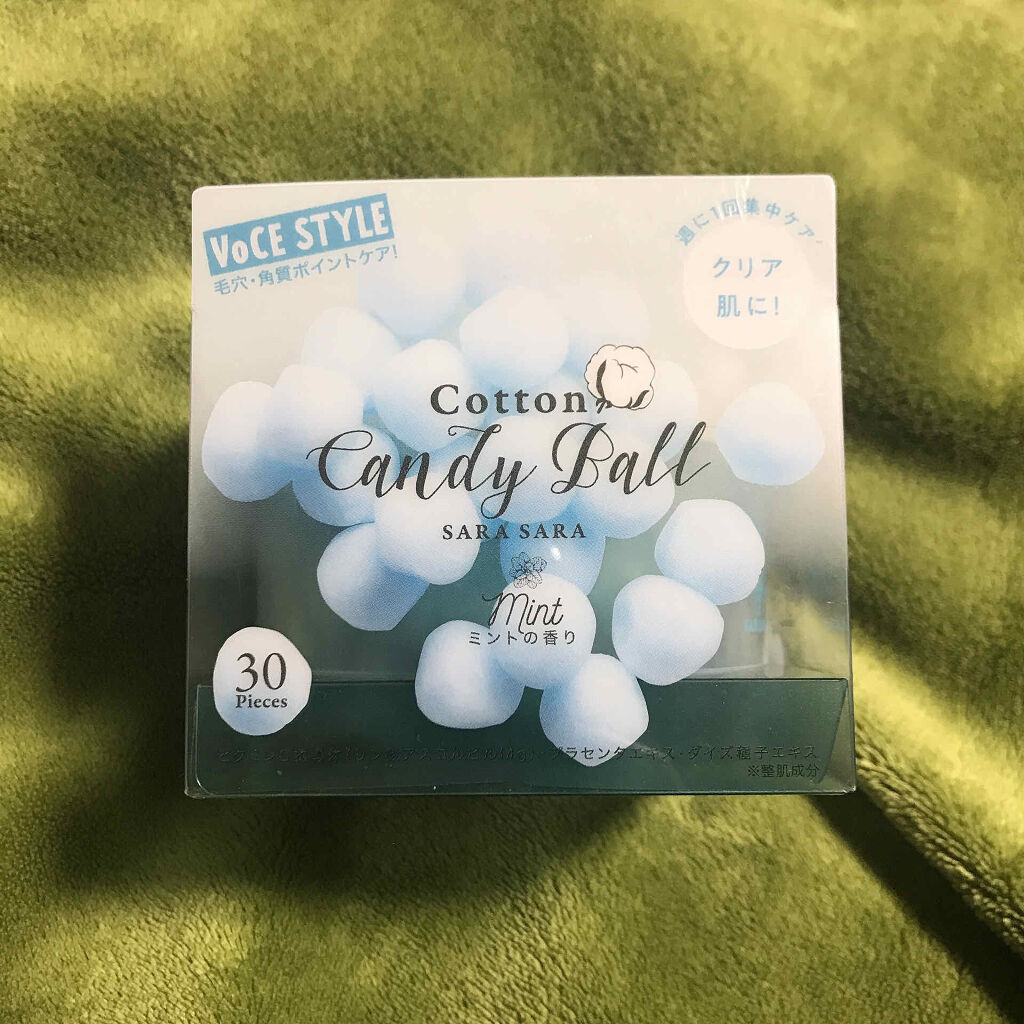 VoCE STYLE
毛穴・角質ポイントケア!
週に1回集中ケア
クリア
肌に!
Cotton
Candy Ball
SARA SARA
Mint
ミントの香り
30
Pieces
プラセンタエキス・ダイズ種子エキス
※整肌成分